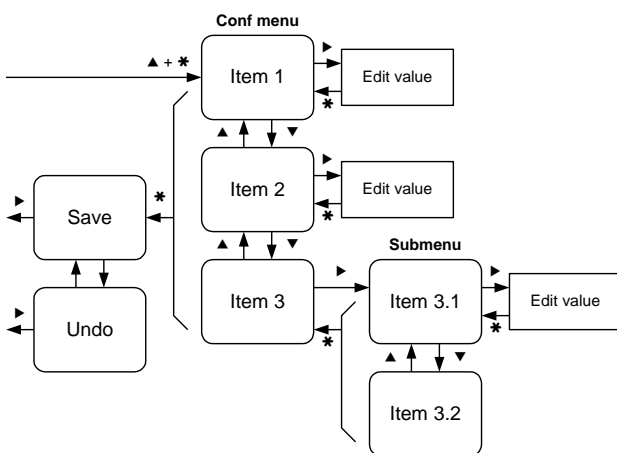 Conf menu
▲ + *
Item 1
▶
Edit value
*
▲
▼
Item 2
▶
Edit value
*
*
▶
Save
▲
▼
Submenu
Item 3
▶
Item 3.1
▶
Edit value
*
*
▶
Undo
▲
▼
Item 3.2